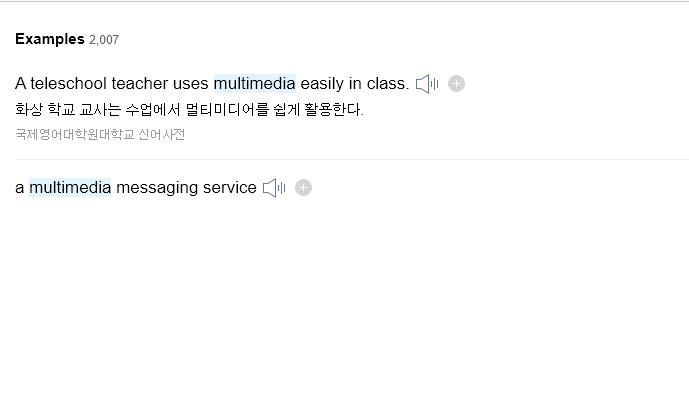 Examples 2,007
A teleschool teacher uses multimedia easily in class.
화상 학교 교사는 수업에서 멀티미디어를 쉽게 활용한다.
국제영어대학원대학교 신어사전
a multimedia messaging service